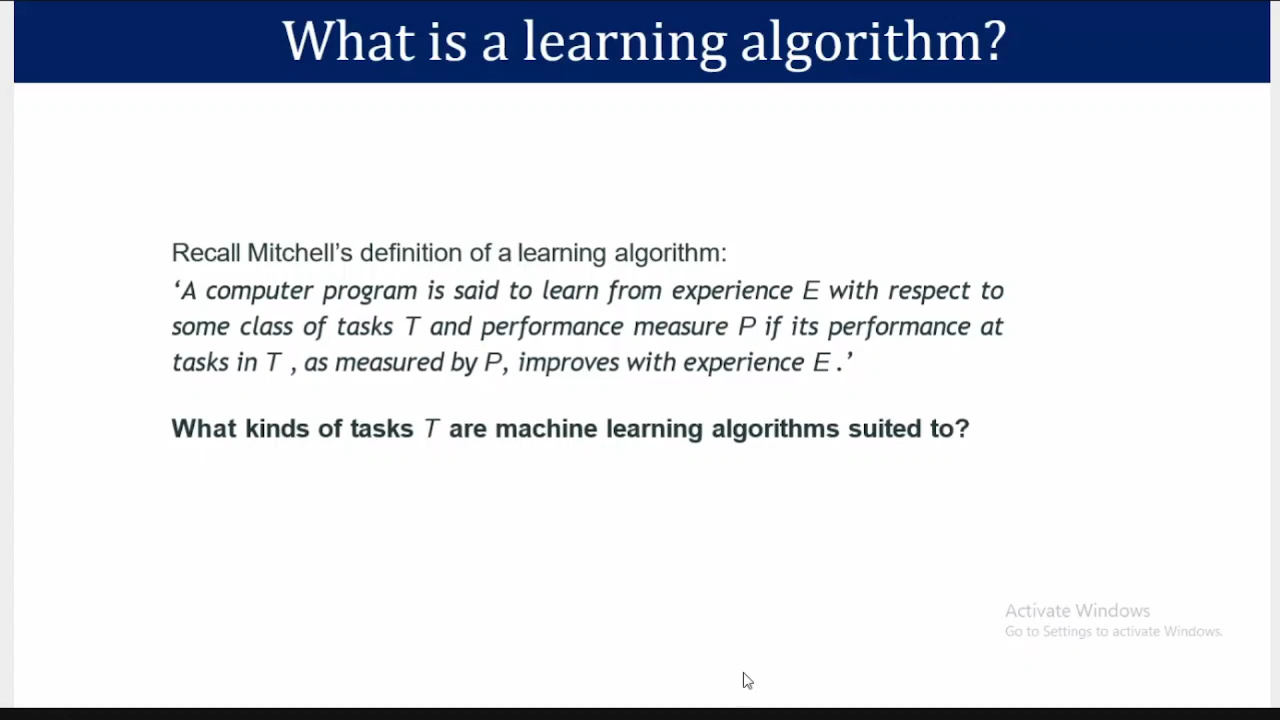 What is a learning algorithm?
Recall Mitchell's definition of a learning algorithm:
‘A computer program is said to learn from experience E with respect to
some class of tasks T and performance measure P if its performance at
tasks in T , as measured by P, improves with experience E .’
What kinds of tasks T are machine learning algorithms suited to?
Activate Windows
Go to Settings to activate Windows.